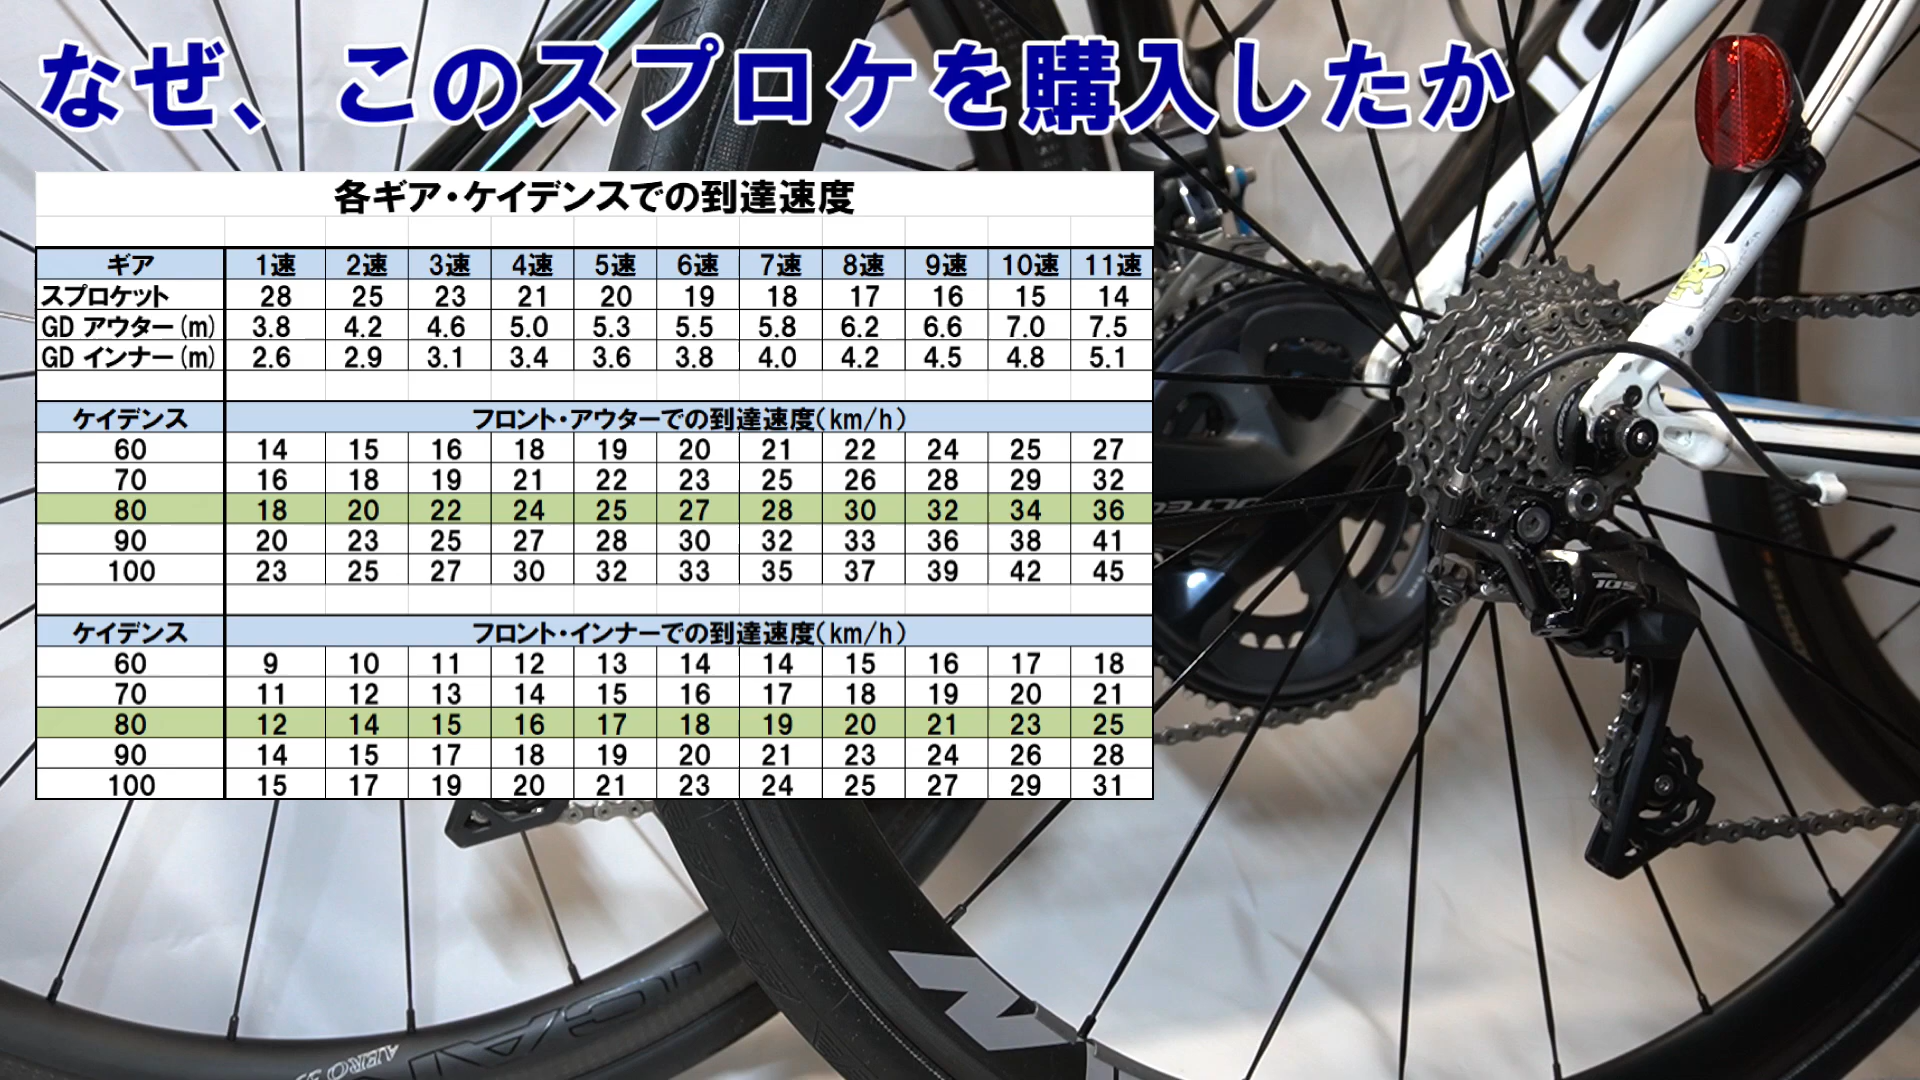 なぜ、このスプロケを購入したか
各ギア・ケイデンスでの到達速度
ギア 1速 2速 3速 4速 5速 6速 7速 8速 9速 10速 11速
スプロケット 28 25 23 21 20 19 18 17 16 15 14
GD アウター(m) 3.8 4.2 4.6 5.0 5.3 5.5 5.8 6.2 6.6 7.0 7.5
GD インナー(m) 2.6 2.9 3.1 3.4 3.6 3.8 4.0 4.2 4.5 4.8 5.1
ケイデンス フロント・アウターでの到達速度(km/h)
60 14 15 16 18 19 20 21 22 24 25 27
70 16 18 19 21 22 23 25 26 28 29 32
80 18 20 22 24 25 27 28 30 32 34 36
90 20 23 25 27 28 30 32 33 36 38 41
100 23 25 27 30 32 33 35 37 39 42 45
ケイデンス フロント・インナーでの到達速度(km/h)
60 9 10 11 12 13 14 14 15 16 17 18
70 11 12 13 14 15 16 17 18 19 20 21
80 12 14 15 16 17 18 19 20 21 23 25
90 14 15 17 18 19 20 21 23 24 26 28
100 15 17 19 20 21 23 24 25 27 29 31
105